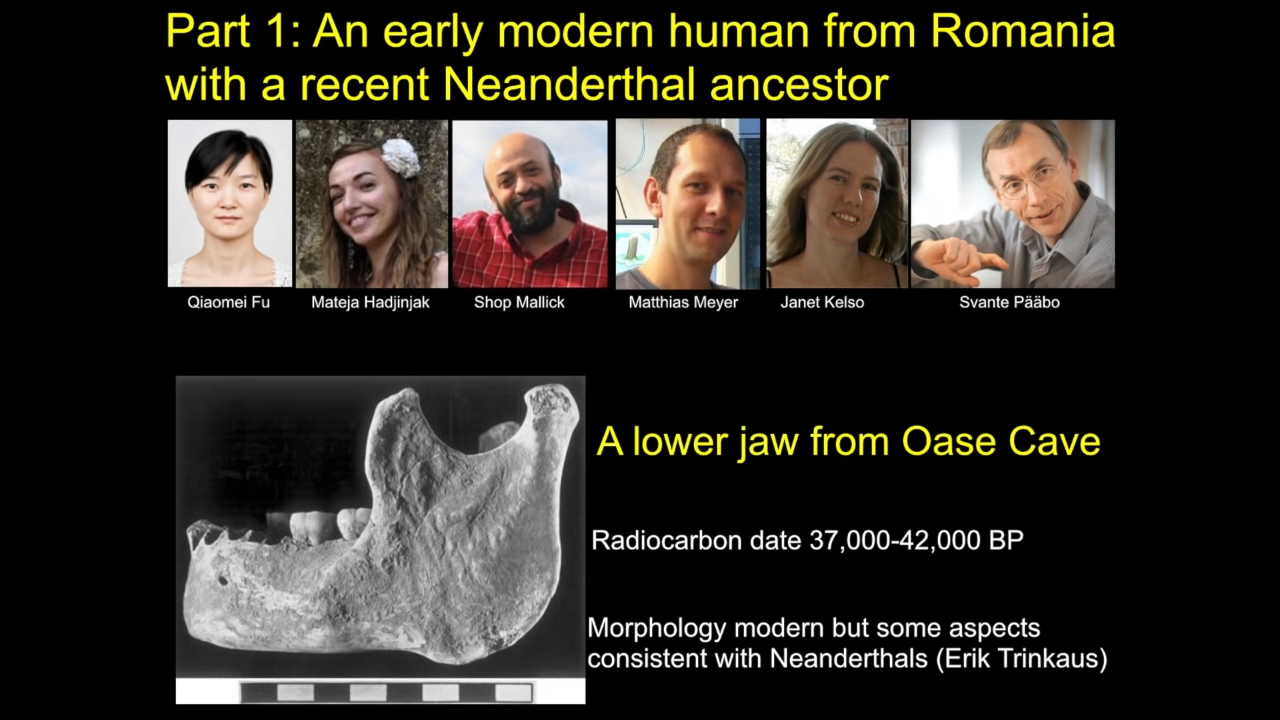 Part 1: An early modern human from Romania
with a recent Neanderthal ancestor
Qiaomei Fu
Mateja Hadjinjak
Shop Mallick
Matthias Meyer
Janet Kelso
Svante Pääbo
A lower jaw from Oase Cave
Radiocarbon date 37,000-42,000 BP
Morphology modern but some aspects
consistent with Neanderthals (Erik Trinkaus)